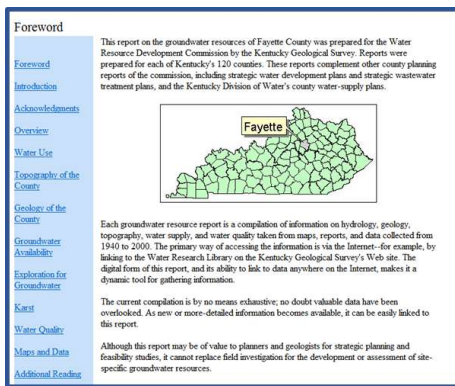 Foreword
Foreword
Introduction
Acknowledgments
Overview
Water Use
Topography of the
County
Geology of the
County
Groundwater
Availability
Exploration for
Groundwater
Karst
Water Quality
Maps and Data
Additional Reading
This report on the groundwater resources of Fayette County was prepared for the Water
Resource Development Commission by the Kentucky Geological Survey. Reports were
prepared for each of Kentucky's 120 counties. These reports complement other county planning
reports of the commission, including strategic water development plans and strategic wastewater
treatment plans, and the Kentucky Division of Water's county water-supply plans.
Fayette
Each groundwater resource report is a compilation of information on hydrology, geology,
topography, water supply, and water quality taken from maps, reports, and data collected from
1940 to 2000. The primary way of accessing the information is via the Internet--for example, by
linking to the Water Research Library on the Kentucky Geological Survey's Web site. The
digital form of this report, and its ability to link to data anywhere on the Internet, makes it a
dynamic tool for gathering information.
The current compilation is by no means exhaustive; no doubt valuable data have been
overlooked. As new or more-detailed information becomes available, it can be easily linked to
this report.
Although this report may be of value to planners and geologists for strategic planning and
feasibility studies, it cannot replace field investigation for the development or assessment of site-
specific groundwater resources.